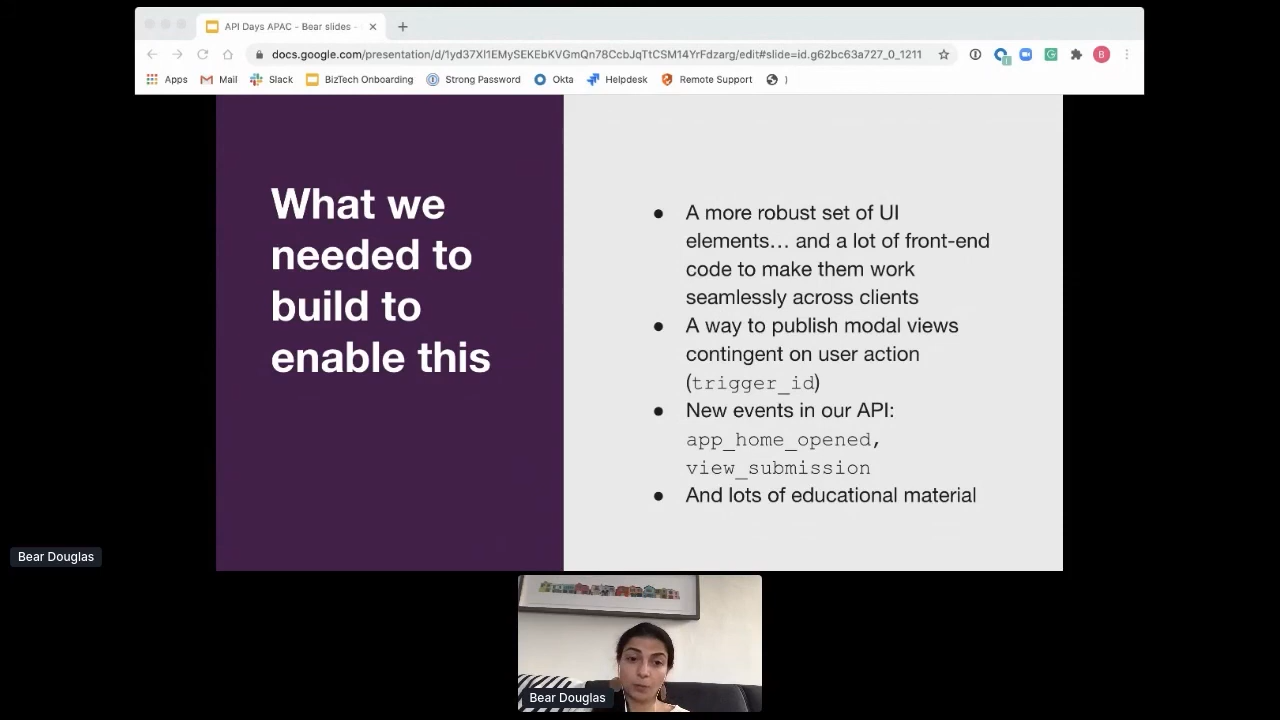 API Days APAC - Bear slides -
docs.google.com/presentation/d/1yd37Xl1EMySEKEbKVGmQn78CcbJqTtCSM14YrFdzarg/edit#slide=id.g62bc63a727_0_1211
Apps Mail Slack BizTech Onboarding Strong Password Okta Helpdesk Remote Support )
What we
needed to
build to
enable this
● A more robust set of UI
elements... and a lot of front-end
code to make them work
seamlessly across clients
● A way to publish modal views
contingent on user action
(trigger_id)
● New events in our API:
app_home_opened,
view_submission
● And lots of educational material
Bear Douglas
Bear Douglas